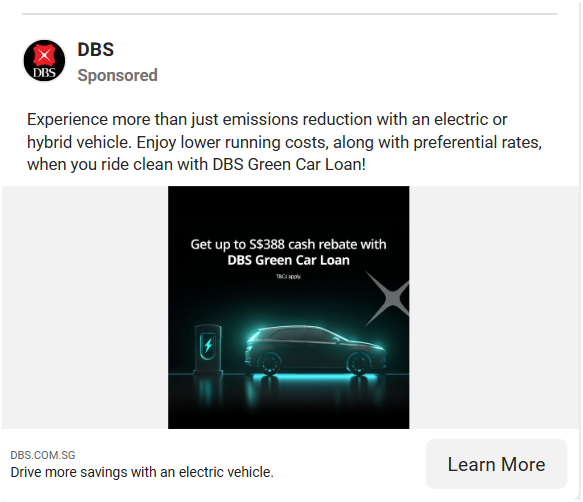 DBS
DBS
Sponsored
Experience more than just emissions reduction with an electric or
hybrid vehicle. Enjoy lower running costs, along with preferential rates,
when you ride clean with DBS Green Car Loan!
Get up to S$388 cash rebate with
DBS Green Car Loan
T&Cs apply.
DBS.COM.SG
Drive more savings with an electric vehicle.
Learn More